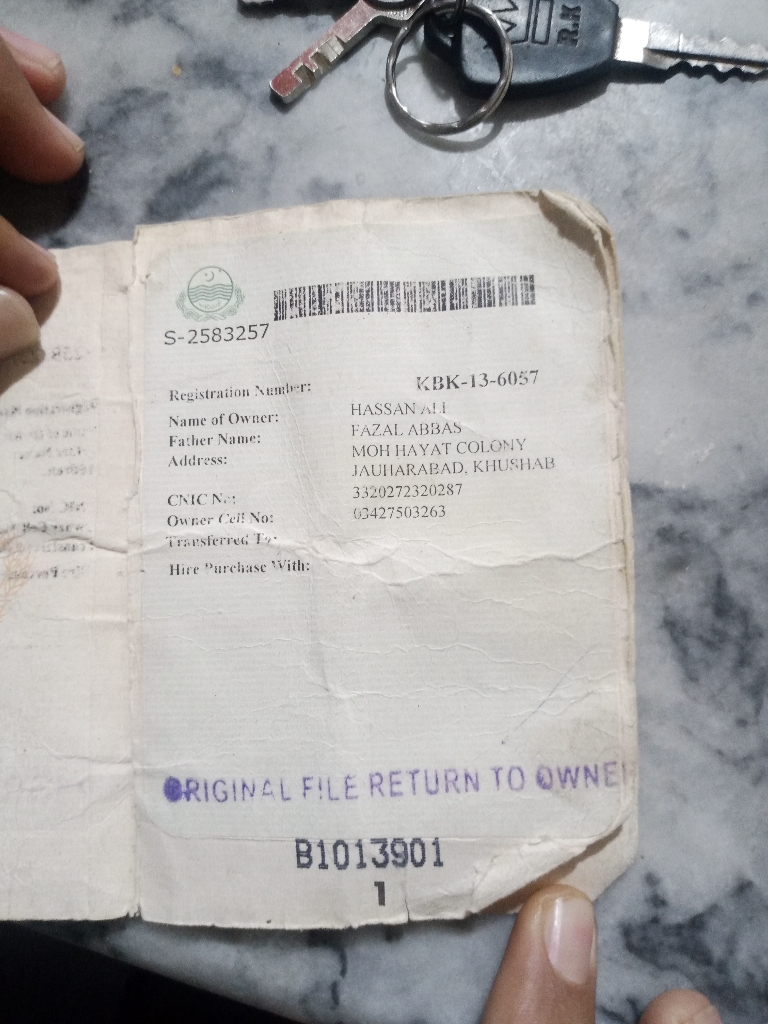 R.K
S-2583257
Registration Number: KBK-13-6057
Name of Owner: HASSAN ALI
Father Name: FAZAL ABBAS
Address: MOH HAYAT COLONY
JAUHARABAD, KHUSHAB
CNIC No: 3320272320287
Owner Cell No: 03427503263
Transferred To:
Hire Purchase With:
ORIGINAL FILE RETURN TO OWNE
B1013901
1